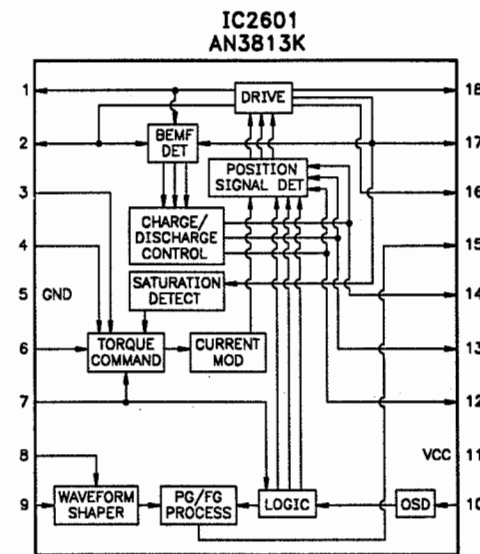 IC2601
AN3813K
1
18
DRIVE
2
17
BEMF
DET
POSITION
SIGNAL DET
3
16
CHARGE/
DISCHARGE
CONTROL
4
15
SATURATION
DETECT
5
GND
14
TORQUE
COMMAND
CURRENT
MOD
6
13
7
12
8
VCC
11
WAVEFORM
SHAPER
PG/FG
PROCESS
LOGIC
OSD
9
10